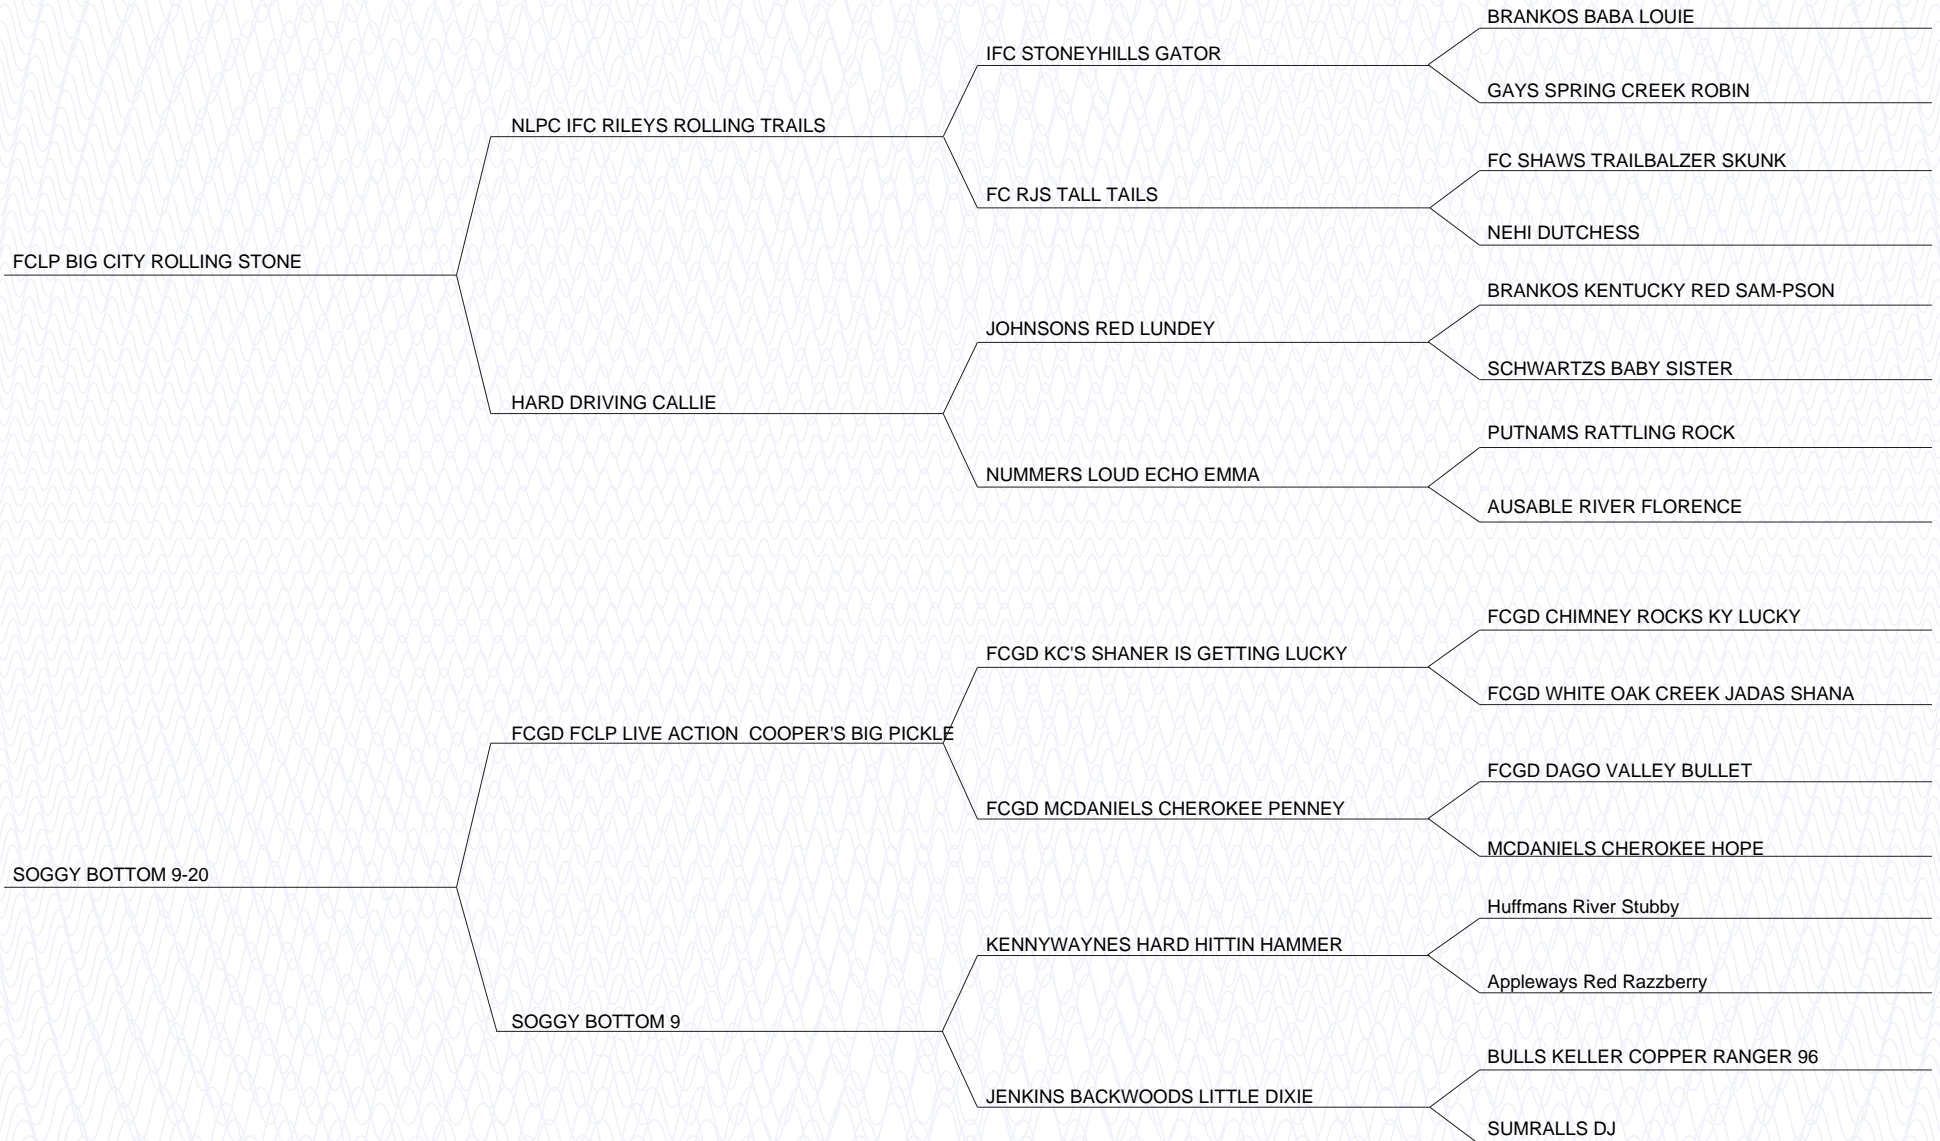 BRANKOS BABA LOUIE
IFC STONEYHILLS GATOR
GAYS SPRING CREEK ROBIN
NLPC IFC RILEYS ROLLING TRAILS
FC SHAWS TRAILBALZER SKUNK
FC RJS TALL TAILS
NEHI DUTCHESS
FCLP BIG CITY ROLLING STONE
BRANKOS KENTUCKY RED SAM-PSON
JOHNSONS RED LUNDEY
SCHWARTZS BABY SISTER
HARD DRIVING CALLIE
PUTNAMS RATTLING ROCK
NUMMERS LOUD ECHO EMMA
AUSABLE RIVER FLORENCE
FCGD CHIMNEY ROCKS KY LUCKY
FCGD KC'S SHANER IS GETTING LUCKY
FCGD WHITE OAK CREEK JADAS SHANA
FCGD FCLP LIVE ACTION  COOPER'S BIG PICKLE
FCGD DAGO VALLEY BULLET
FCGD MCDANIELS CHEROKEE PENNEY
MCDANIELS CHEROKEE HOPE
SOGGY BOTTOM 9-20
Huffmans River Stubby
KENNYWAYNES HARD HITTIN HAMMER
Appleways Red Razzberry
SOGGY BOTTOM 9
BULLS KELLER COPPER RANGER 96
JENKINS BACKWOODS LITTLE DIXIE
SUMRALLS DJ